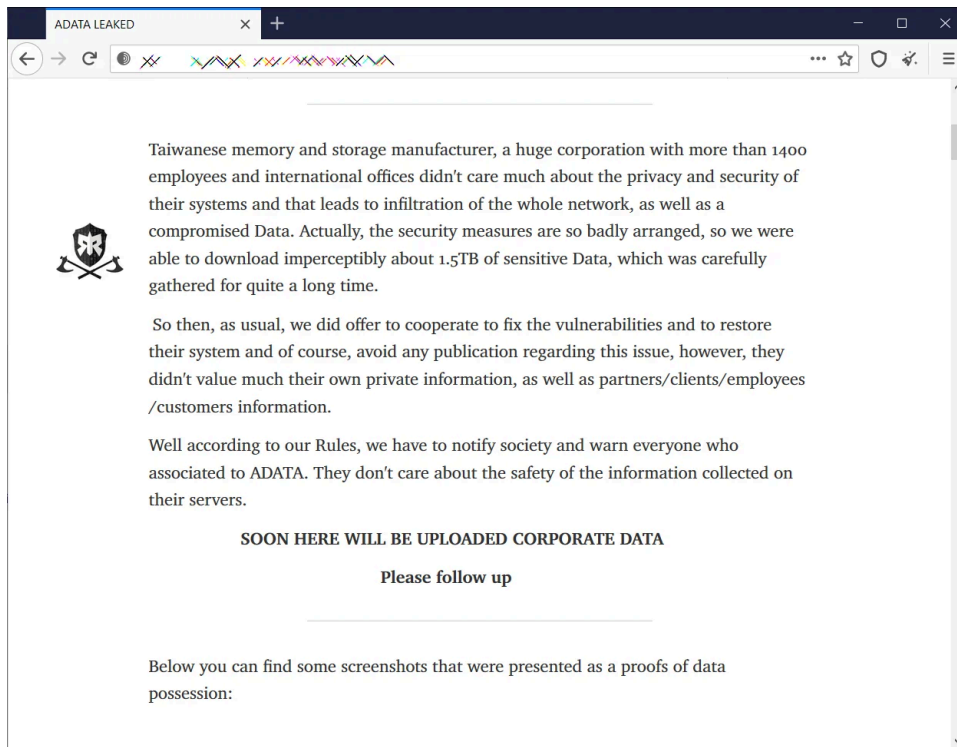 ADATA LEAKED
Taiwanese memory and storage manufacturer, a huge corporation with more than 1400
employees and international offices didn't care much about the privacy and security of
their systems and that leads to infiltration of the whole network, as well as a
compromised Data. Actually, the security measures are so badly arranged, so we were
able to download imperceptibly about 1.5TB of sensitive Data, which was carefully
gathered for quite a long time.
So then, as usual, we did offer to cooperate to fix the vulnerabilities and to restore
their system and of course, avoid any publication regarding this issue, however, they
didn't value much their own private information, as well as partners/clients/employees
/customers information.
Well according to our Rules, we have to notify society and warn everyone who
associated to ADATA. They don't care about the safety of the information collected on
their servers.
SOON HERE WILL BE UPLOADED CORPORATE DATA
Please follow up
Below you can find some screenshots that were presented as a proofs of data
possession: